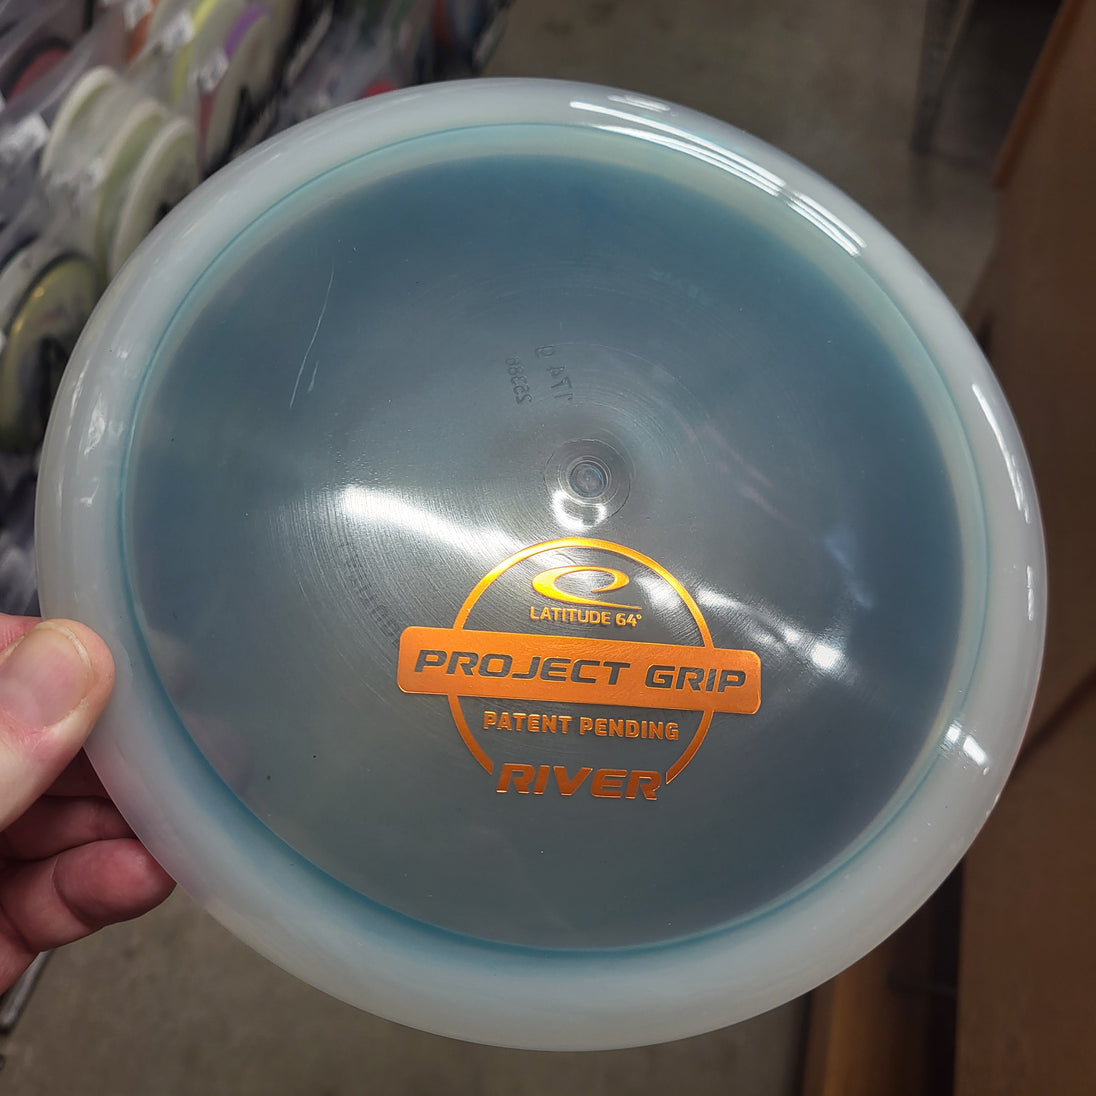 LATITUDE 64°
PROJECT GRIP
PATENT PENDING
RIVER